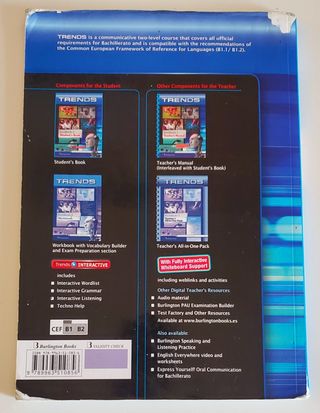 TRENDS is a communicative two-level course that covers all official
requirements for Bachillerato and is compatible with the recommendations of
the Common European Framework of Reference for Languages (B1.1/ B1.2).
Components for the Student
TRENDS
Student's Book
TRENDS
Workbook with Vocabulary Builder
and Exam Preparation section
Trends INTERACTIVE
includes
Interactive Wordlist
Interactive Grammar
Interactive Listening
Techno Help
CEF B1 B2
Other Components for the Teacher
TRENDS
Teacher's Manual
(Interleaved with Student's Book)
TRENDS
Teacher's All-in-One Pack
With Fully Interactive
Whiteboard Support
including weblinks and activities
Other Digital Teacher's Resources
Audio material
Burlington PAU Examination Builder
Test Factory and Other Resources
Available at www.burlingtonbooks.es
Also available:
Burlington Speaking and
Listening Practice
English Everywhere video and
worksheets
Express Yourself! Oral Communication
for Bachillerato
Burlington Books
VALIDITY CHECK
9 789963 510856